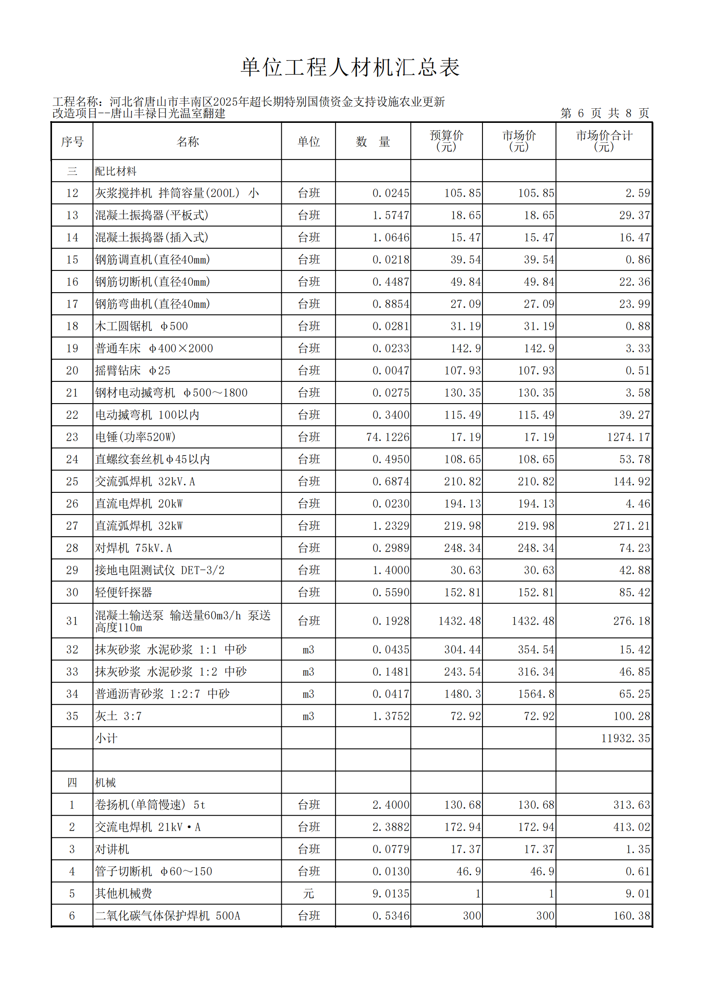 单位工程人材机汇总表
工程名称：河北省唐山市丰南区2025年超长期特别国债资金支持设施农业更新
改造项目--唐山丰禄日光温室翻建 第 6 页 共 8 页
序号 名称 单位 数 量 预算价(元) 市场价(元) 市场价合计(元)
三 配比材料
12 灰浆搅拌机 拌筒容量(200L) 小 台班 0.0245 105.85 105.85 2.59
13 混凝土振捣器(平板式) 台班 1.5747 18.65 18.65 29.37
14 混凝土振捣器(插入式) 台班 1.0646 15.47 15.47 16.47
15 钢筋调直机(直径40mm) 台班 0.0218 39.54 39.54 0.86
16 钢筋切断机(直径40mm) 台班 0.4487 49.84 49.84 22.36
17 钢筋弯曲机(直径40mm) 台班 0.8854 27.09 27.09 23.99
18 木工圆锯机 φ500 台班 0.0281 31.19 31.19 0.88
19 普通车床 φ400×2000 台班 0.0233 142.9 142.9 3.33
20 摇臂钻床 φ25 台班 0.0047 107.93 107.93 0.51
21 钢材电动揻弯机 φ500～1800 台班 0.0275 130.35 130.35 3.58
22 电动揻弯机 100以内 台班 0.3400 115.49 115.49 39.27
23 电锤(功率520W) 台班 74.1226 17.19 17.19 1274.17
24 直螺纹套丝机φ45以内 台班 0.4950 108.65 108.65 53.78
25 交流弧焊机 32kV.A 台班 0.6874 210.82 210.82 144.92
26 直流电焊机 20kW 台班 0.0230 194.13 194.13 4.46
27 直流弧焊机 32kW 台班 1.2329 219.98 219.98 271.21
28 对焊机 75kV.A 台班 0.2989 248.34 248.34 74.23
29 接地电阻测试仪 DET-3/2 台班 1.4000 30.63 30.63 42.88
30 轻便钎探器 台班 0.5590 152.81 152.81 85.42
31 混凝土输送泵 输送量60m3/h 泵送
高度110m 台班 0.1928 1432.48 1432.48 276.18
32 抹灰砂浆 水泥砂浆 1:1 中砂 m3 0.0435 304.44 354.54 15.42
33 抹灰砂浆 水泥砂浆 1:2 中砂 m3 0.1481 243.54 316.34 46.85
34 普通沥青砂浆 1:2:7 中砂 m3 0.0417 1480.3 1564.8 65.25
35 灰土 3:7 m3 1.3752 72.92 72.92 100.28
小计 11932.35
四 机械
1 卷扬机(单筒慢速) 5t 台班 2.4000 130.68 130.68 313.63
2 交流电焊机 21kV·A 台班 2.3882 172.94 172.94 413.02
3 对讲机 台班 0.0779 17.37 17.37 1.35
4 管子切断机 φ60～150 台班 0.0130 46.9 46.9 0.61
5 其他机械费 元 9.0135 1 1 9.01
6 二氧化碳气体保护焊机 500A 台班 0.5346 300 300 160.38